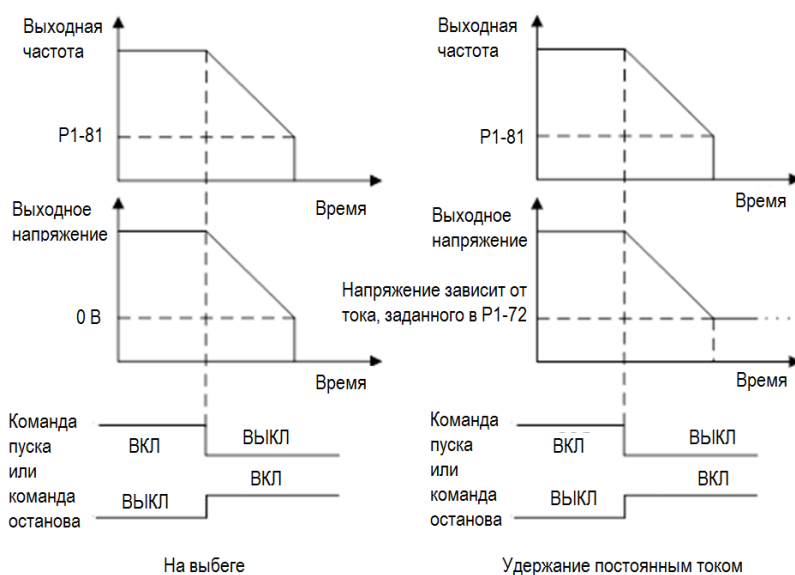 Выходная
частота
P1-81
Время
Выходное
напряжение
0 В
Время
Команда
пуска
или
команда
останова
ВКЛ
ВЫКЛ
ВКЛ
ВЫКЛ
На выбеге
Выходная
частота
P1-81
Время
Выходное
напряжение
Напряжение зависит от
тока, заданного в P1-72
Время
Команда
пуска
или
команда
останова
ВКЛ
ВЫКЛ
ВКЛ
ВЫКЛ
Удержание постоянным током